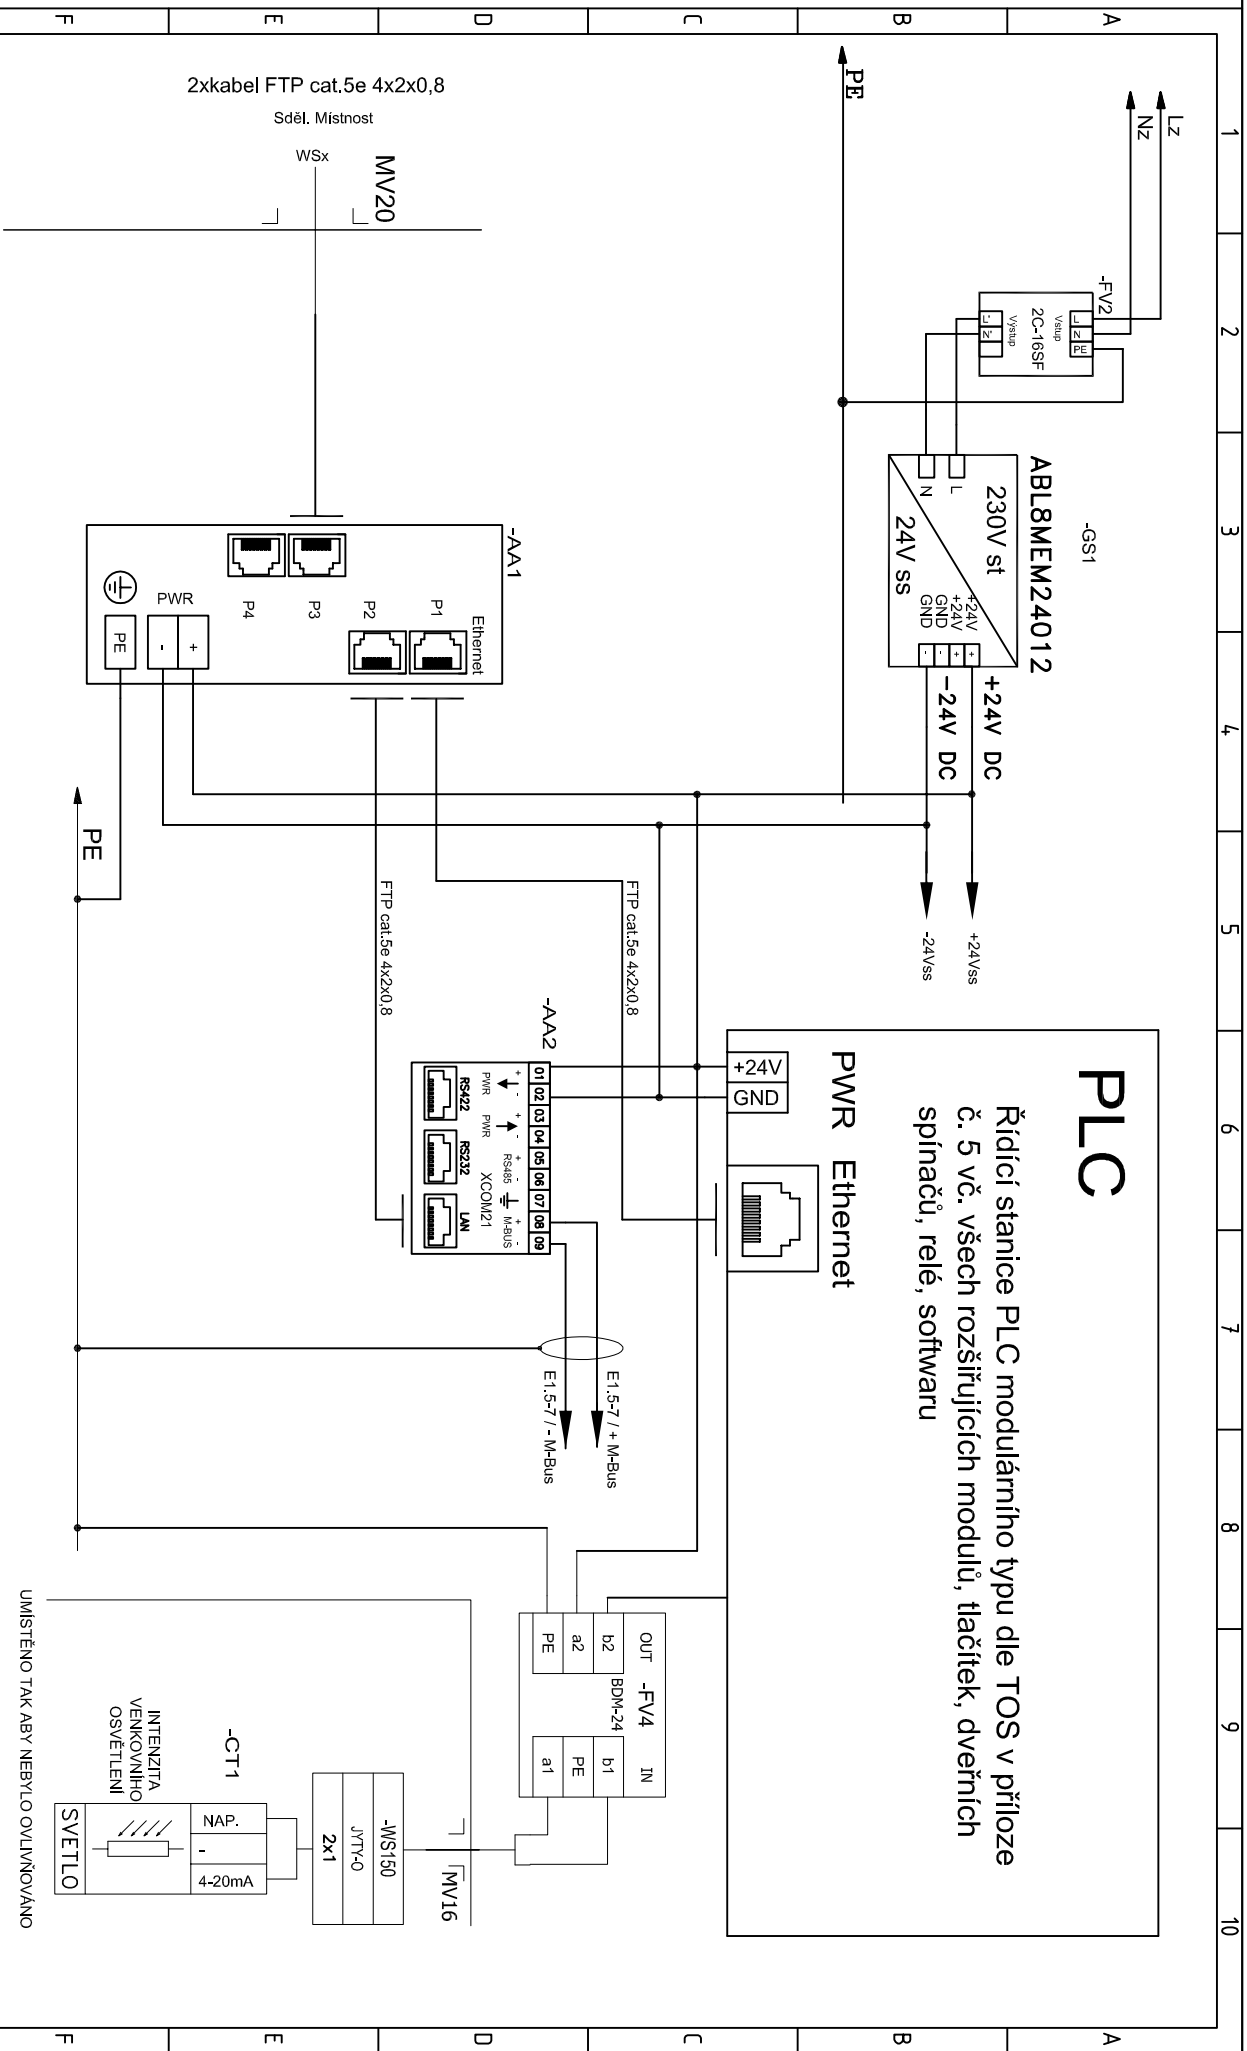 1
2
3
4
5
6
7
8
9
10
A
B
C
D
E
F
A
B
C
D
E
F
Lz
Nz
PE
-FV2
L
N
PE
Vstup
2C-16SF
Výstup
L'
N'
-GS1
ABL8MEM24012
230V st
24V ss
L
N
+24V
+24V
GND
GND
+
+
-
-
+24V DC
-24V DC
+24Vss
-24Vss
PLC
Řídící stanice PLC modulárního typu dle TOS v příloze
č. 5 vč. všech rozšiřujících modulů, tlačítek, dveřních
spínačů, relé, softwaru
PWR
Ethernet
+24V
GND
2xkabel FTP cat.5e 4x2x0,8
Sděl. Místnost
WSx
MV20
-AA1
Ethernet
P1
P2
P3
P4
PWR
+
-
PE
PE
FTP cat.5e 4x2x0,8
FTP cat.5e 4x2x0,8
-AA2
01
02
03
04
05
06
07
08
09
+
-
PWR
+
-
PWR
+
-
RS485
+
-
M-BUS
XCOM21
RS422
RS232
LAN
E1.5-7 / + M-Bus
E1.5-7 / - M-Bus
OUT
-FV4
IN
BDM-24
b2
a2
PE
b1
PE
a1
MV16
-WS150
JYTY-O
2x1
-CT1
NAP.
-
4-20mA
INTENZITA
VENKOVNÍHO
OSVĚTLENÍ
SVETLO
UMÍSTĚNO TAK ABY NEBYLO OVLIVŇOVÁNO